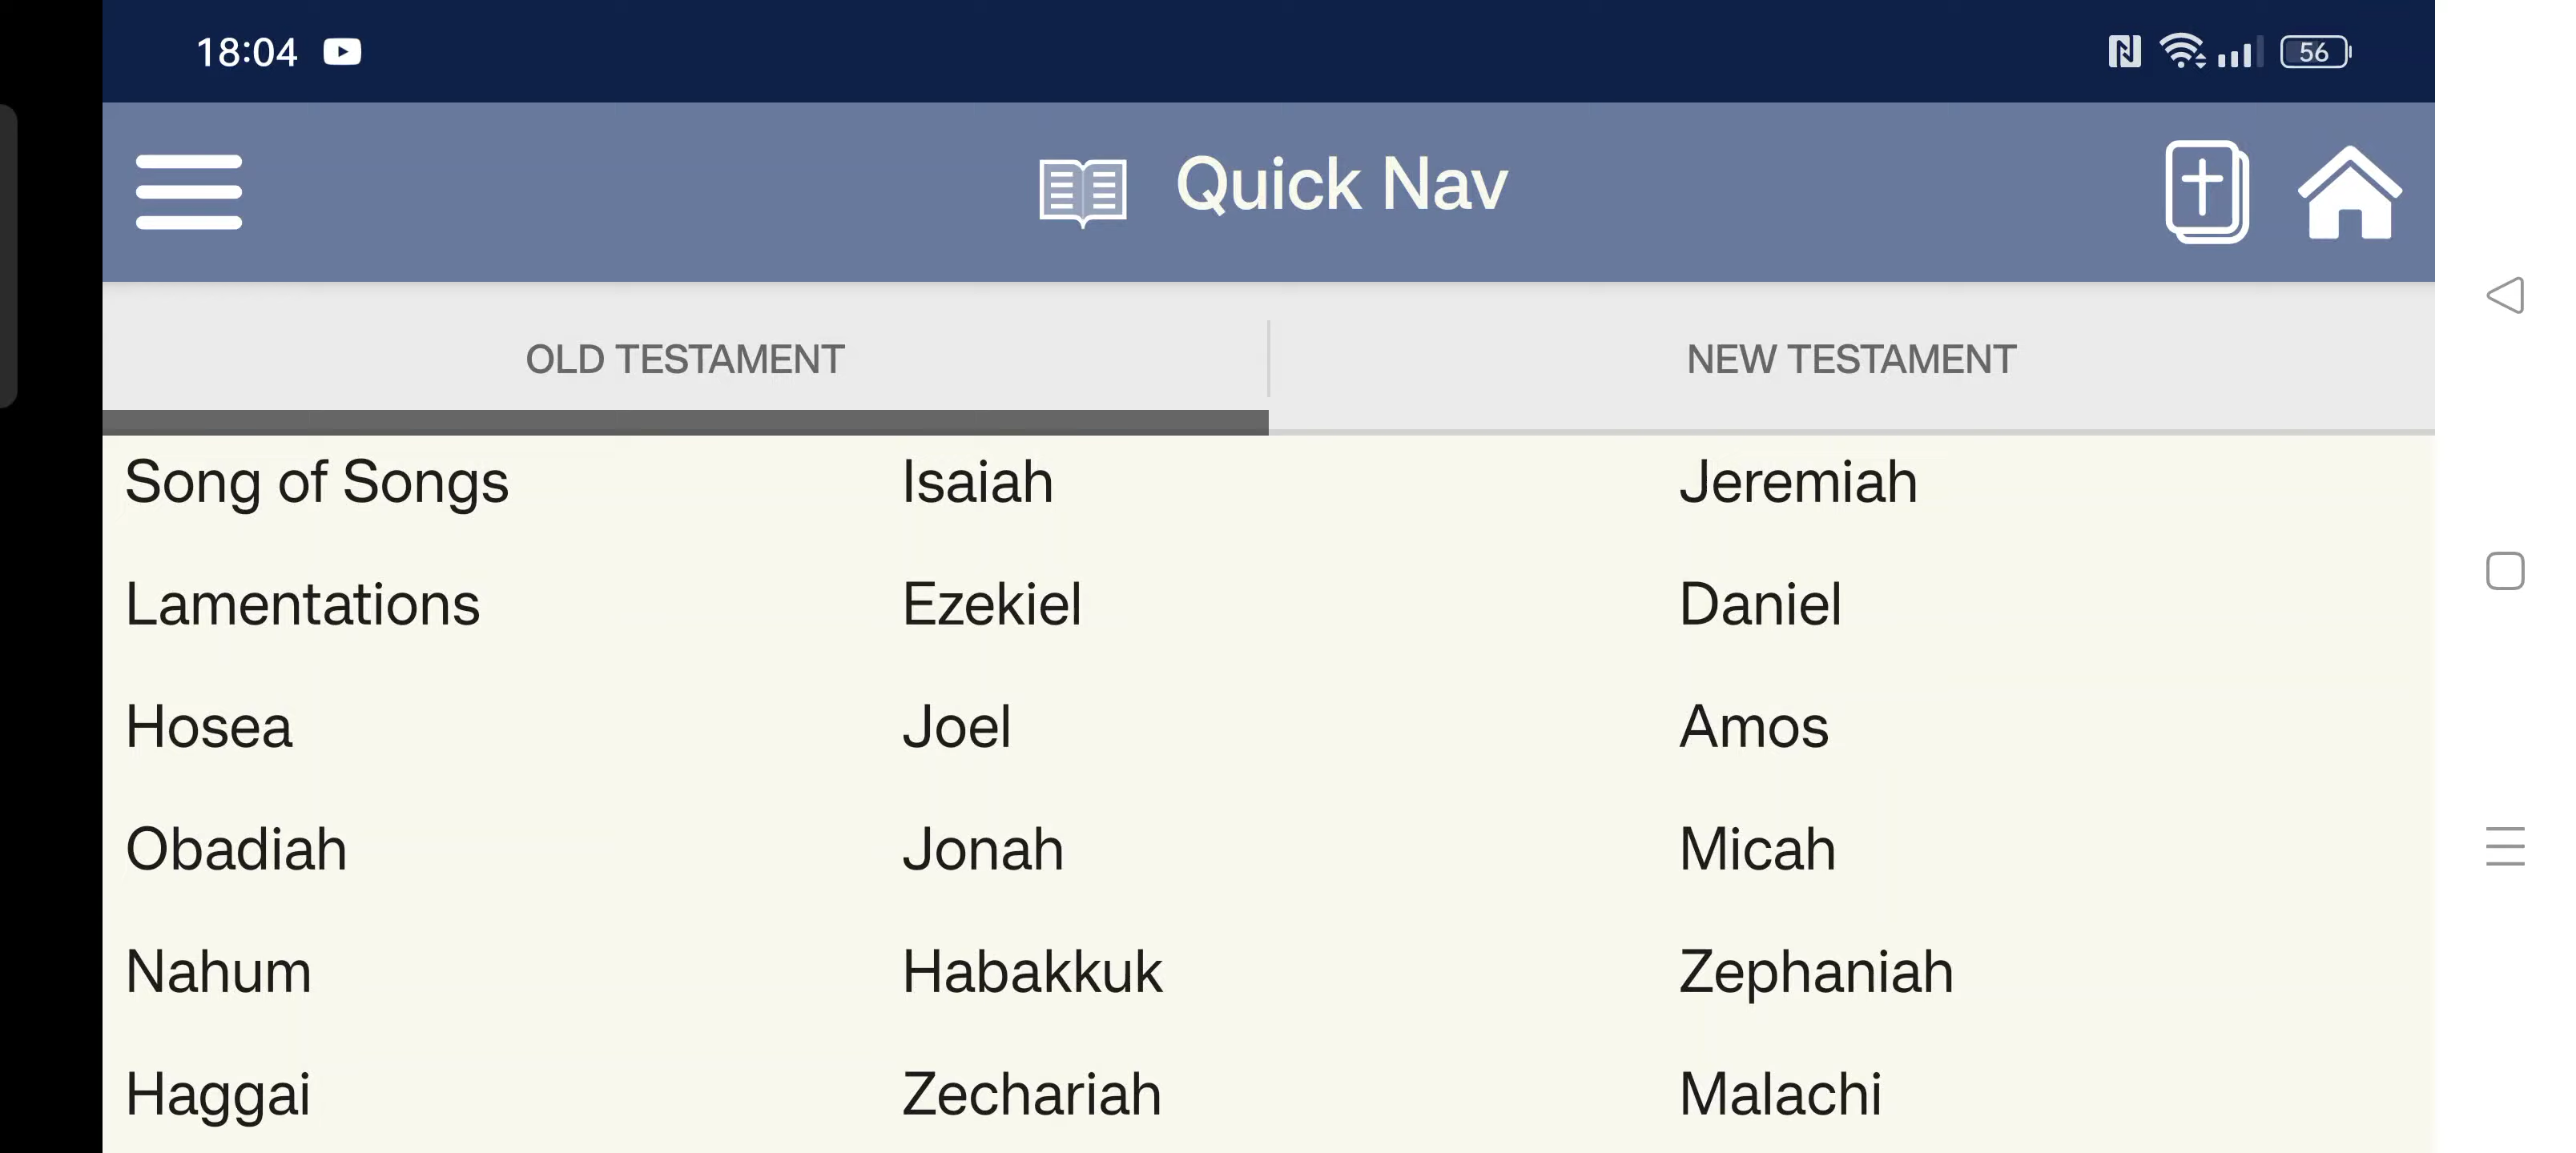 18:04
56
Quick Nav
OLD TESTAMENT NEW TESTAMENT
Song of Songs Isaiah Jeremiah
Lamentations Ezekiel Daniel
Hosea Joel Amos
Obadiah Jonah Micah
Nahum Habakkuk Zephaniah
Haggai Zechariah Malachi